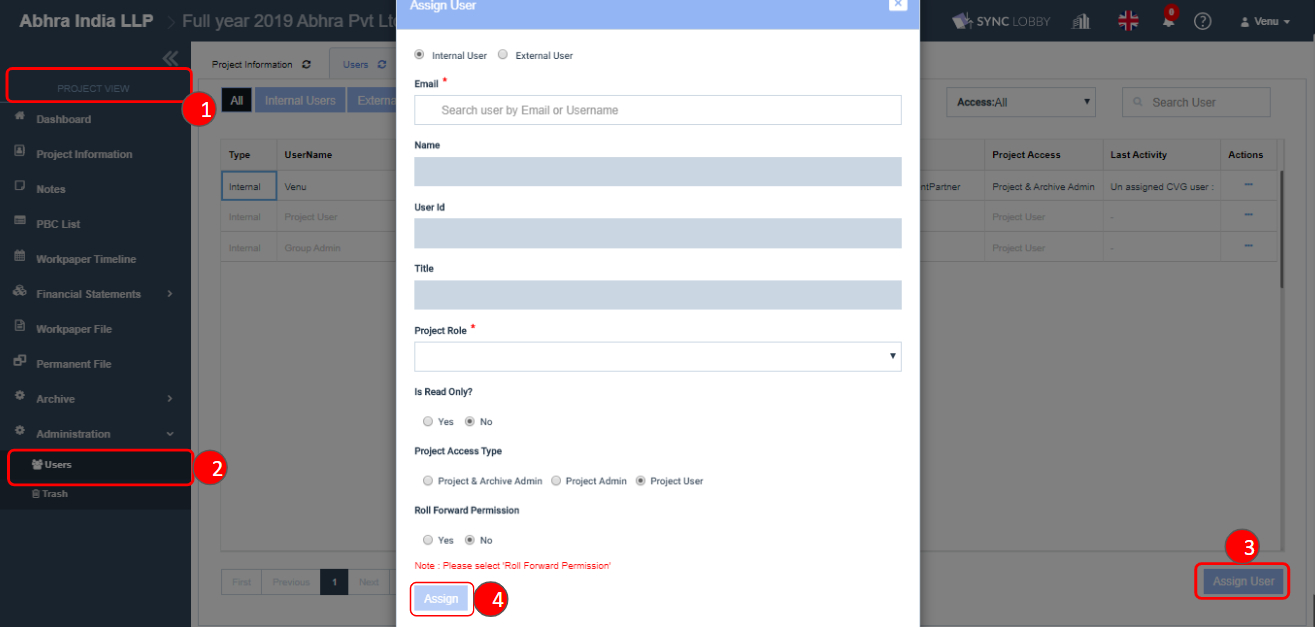 Abhra India LLP > Full year 2019 Abhra Pvt Lt
Assign User
SYNC LOBBY
0
Venu
PROJECT VIEW
1
Dashboard
Project Information
Notes
PBC List
Workpaper Timeline
Financial Statements
Workpaper File
Permanent File
Archive
Administration
Users
2
Trash
Project Information
Users
All
Internal Users
Externa
Access:All
Search User
Type
UserName
Project Access
Last Activity
Actions
Internal
Venu
ntPartner
Project & Archive Admin
Un assigned CVG user :
Internal
Project User
Project User
-
Internal
Group Admin
Project User
-
First
Previous
1
Next
Internal User
External User
Email *
Search user by Email or Username
Name
User Id
Title
Project Role *
Is Read Only?
Yes
No
Project Access Type
Project & Archive Admin
Project Admin
Project User
Roll Forward Permission
Yes
No
Note : Please select 'Roll Forward Permission'
Assign
4
3
Assign User